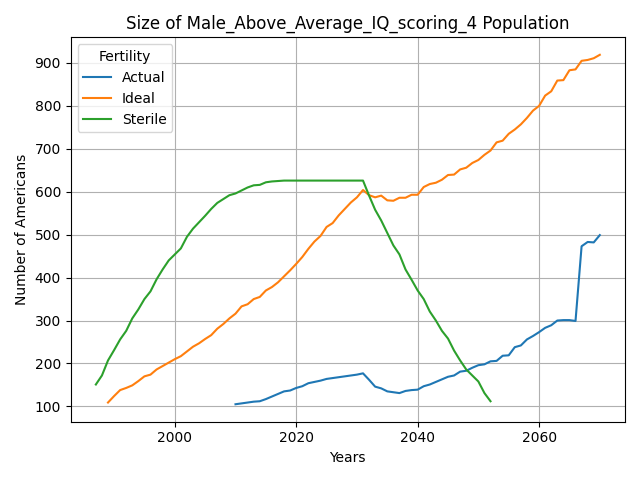 Size of Male_Above_Average_IQ_scoring_4 Population
Fertility
Actual
Ideal
Sterile
Number of Americans
900
800
700
600
500
400
300
200
100
2000
2020
2040
2060
Years